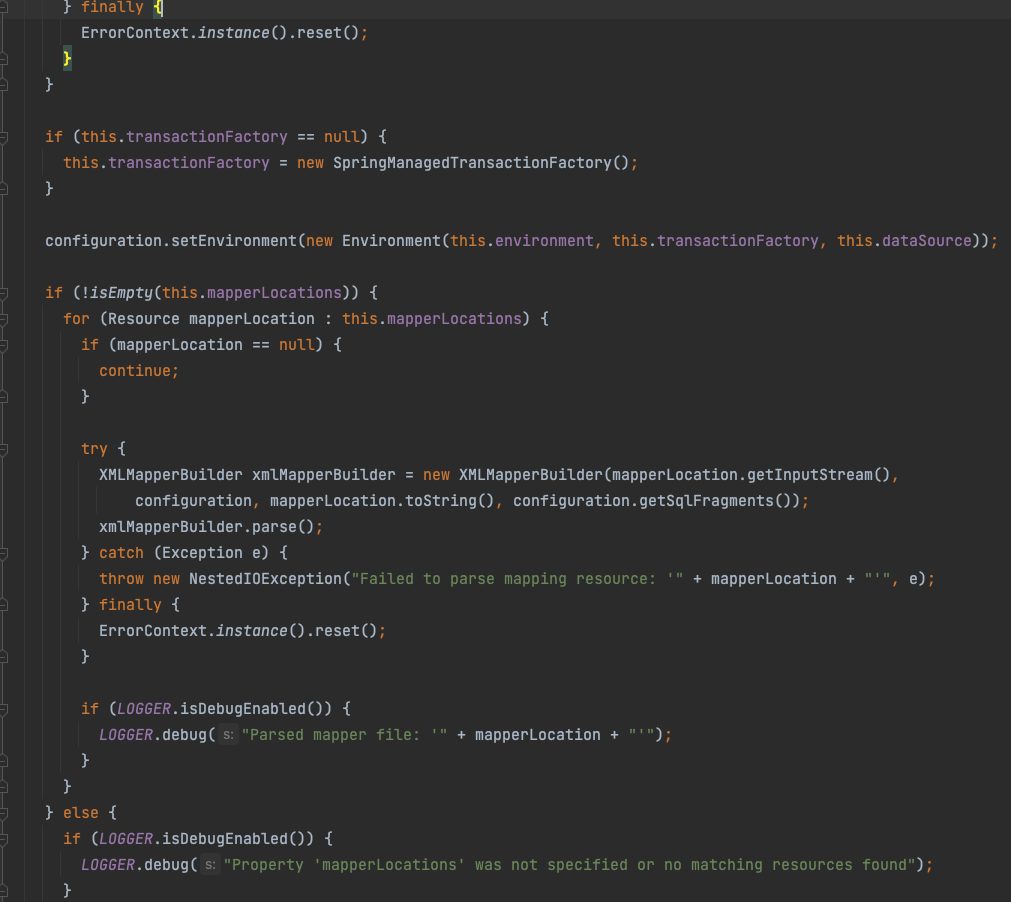 } finally {
ErrorContext.instance().reset();
}
}
if (this.transactionFactory == null) {
this.transactionFactory = new SpringManagedTransactionFactory();
}
configuration.setEnvironment(new Environment(this.environment, this.transactionFactory, this.dataSource));
if (!isEmpty(this.mapperLocations)) {
for (Resource mapperLocation : this.mapperLocations) {
if (mapperLocation == null) {
continue;
}
try {
XMLMapperBuilder xmlMapperBuilder = new XMLMapperBuilder(mapperLocation.getInputStream(),
configuration, mapperLocation.toString(), configuration.getSqlFragments());
xmlMapperBuilder.parse();
} catch (Exception e) {
throw new NestedIOException("Failed to parse mapping resource: '" + mapperLocation + "'", e);
} finally {
ErrorContext.instance().reset();
}
if (LOGGER.isDebugEnabled()) {
LOGGER.debug( s: "Parsed mapper file: '" + mapperLocation + "'");
}
}
} else {
if (LOGGER.isDebugEnabled()) {
LOGGER.debug( s: "Property 'mapperLocations' was not specified or no matching resources found");
}